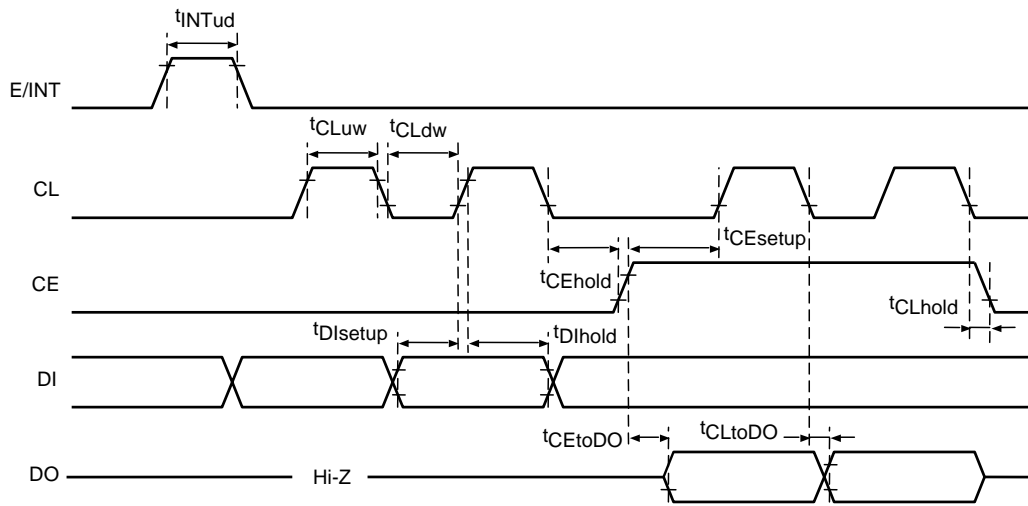 tINTud
E/INT
tCLuw
tCLdw
CL
tCEsetup
CE
tCEhold
tCLhold
tDIsetup
tDIhold
DI
tCEtoDO
tCLtoDO
DO
Hi-Z